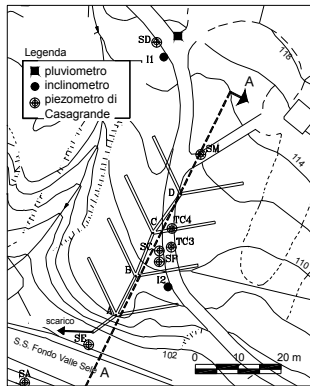 Legenda
pluviometro
inclinometro
piezometro di
Casagrande
SD
I1
118
A
SM
114
D
C
TC4
SC
TC3
SP
B
110
I2
A
scarico
102
SE
S.S. Fondo Valle Sele
A
SA
0
10
20 m